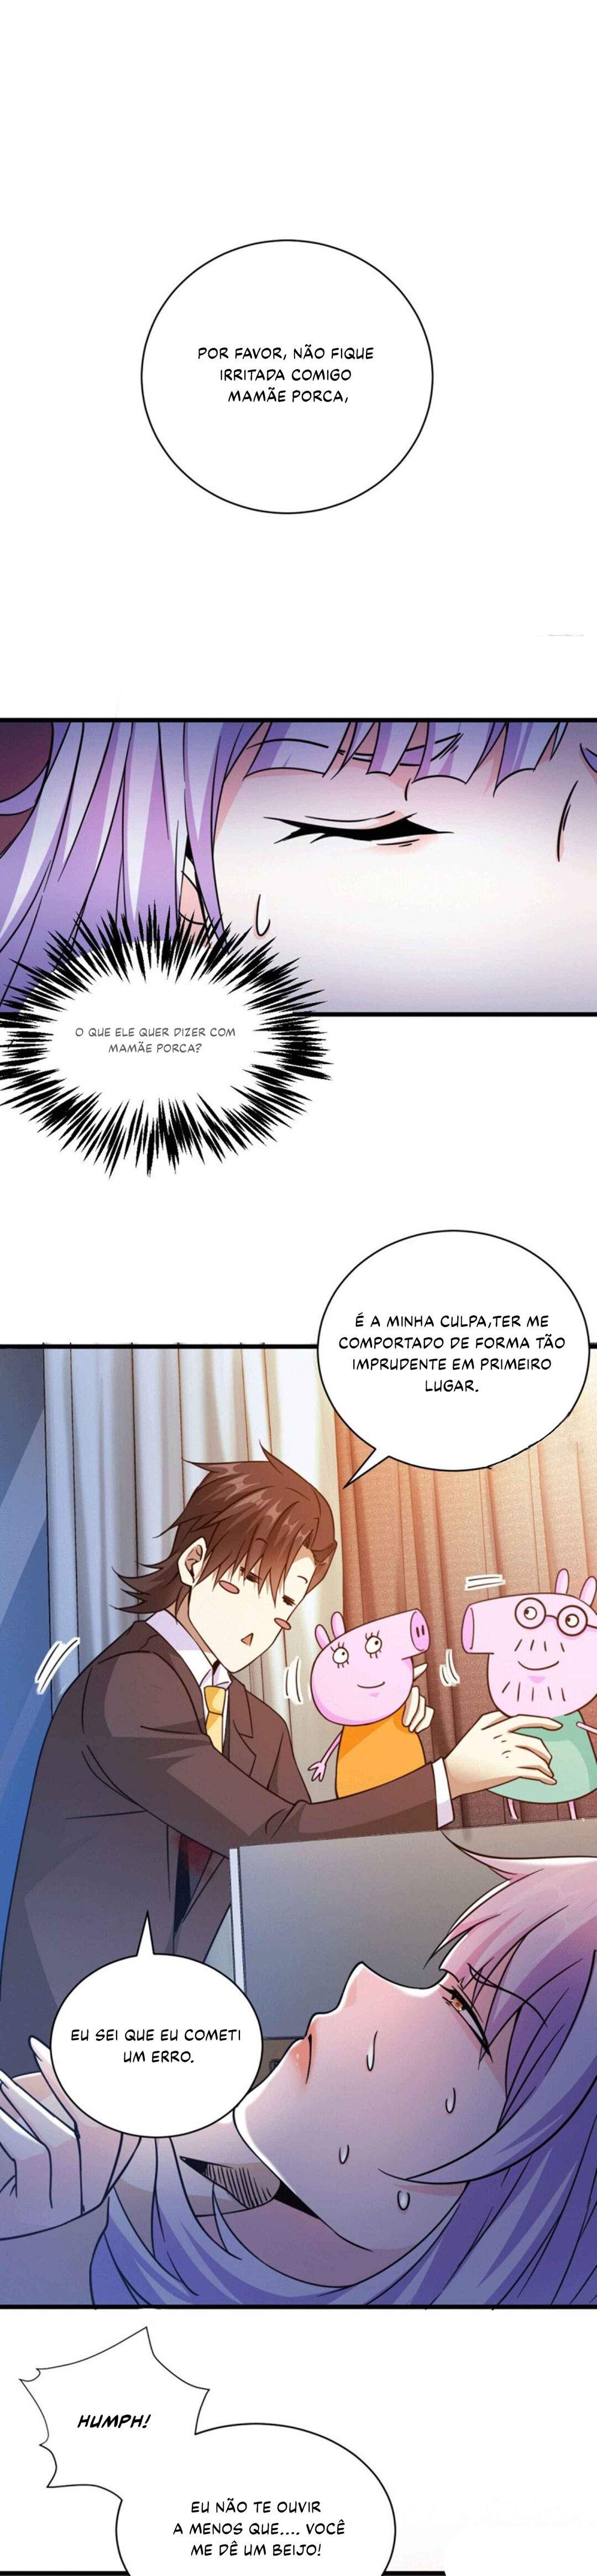 POR FAVOR, NÃO FIQUE
IRRITADA COMIGO
MAMÃE PORCA,
O QUE ELE QUER DIZER COM
MAMÃE PORCA?
É A MINHA CULPA,TER ME
COMPORTADO DE FORMA TÃO
IMPRUDENTE EM PRIMEIRO
LUGAR.
EU SEI QUE EU COMETI
UM ERRO.
HUMPH!
EU NÃO TE OUVIR
A MENOS QUE.... VOCÊ
ME DÊ UM BEIJO!